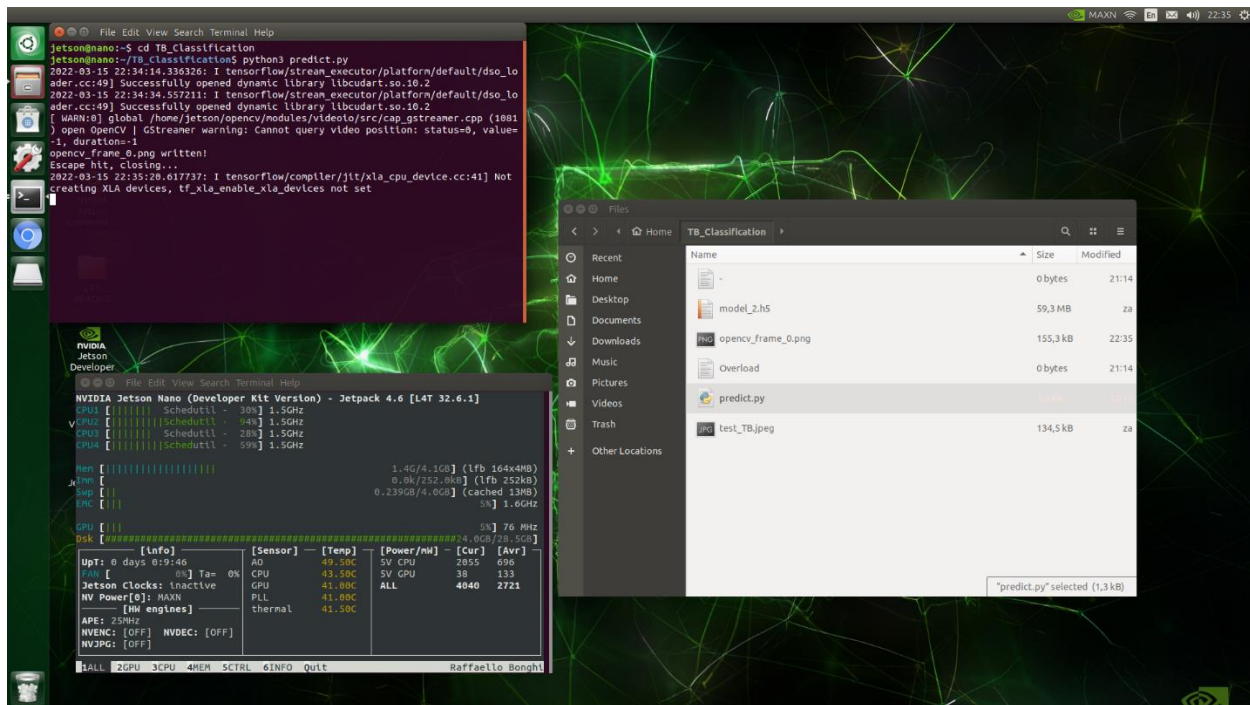 MAXN En 22:35
File Edit View Search Terminal Help
jetson@nano:~$ cd TB_Classification
jetson@nano:~/TB_Classification$ python3 predict.py
2022-03-15 22:34:14.336326: I tensorflow/stream_executor/platform/default/dso_lo
ader.cc:49] Successfully opened dynamic library libcudart.so.10.2
2022-03-15 22:34:34.557211: I tensorflow/stream_executor/platform/default/dso_lo
ader.cc:49] Successfully opened dynamic library libcudart.so.10.2
[ WARN:0] global /home/jetson/opencv/modules/videoio/src/cap_gstreamer.cpp (1081
) open OpenCV | GStreamer warning: Cannot query video position: status=0, value=
-1, duration=-1
opencv_frame_0.png written!
Escape hit, closing...
2022-03-15 22:35:20.617737: I tensorflow/compiler/jit/xla_cpu_device.cc:41] Not
creating XLA devices, tf_xla_enable_xla_devices not set
NVIDIA
Jetson
Developer
File Edit View Search Terminal Help
NVIDIA Jetson Nano (Developer Kit Version) - Jetpack 4.6 [L4T 32.6.1]
CPU1 [||||||| Schedutil - 30%] 1.5GHz
CPU2 [|||||||||Schedutil - 94%] 1.5GHz
CPU3 [||||||| Schedutil - 28%] 1.5GHz
CPU4 [|||||||||Schedutil - 59%] 1.5GHz
Mem [||||||||||||||||||| 1.4G/4.1GB] (lfb 164x4MB)
Imm [ 0.0k/252.0kB] (lfb 252kB)
Swp [|| 0.239GB/4.0GB] (cached 13MB)
EMC [||| 5%] 1.6GHz
GPU [||| 5%] 76 MHz
Dsk [############################################################24.0GB/28.5GB]
[info] [Sensor] [Temp] [Power/mW] [Cur] [Avr]
UpT: 0 days 0:9:46 AO 49.50C 5V CPU 2055 696
FAN [ 0%] Ta= 0% CPU 43.50C 5V GPU 38 133
Jetson Clocks: inactive GPU 41.00C ALL 4040 2721
NV Power[0]: MAXN PLL 41.00C
[HW engines] thermal 41.50C
APE: 25MHz
NVENC: [OFF] NVDEC: [OFF]
NVJPG: [OFF]
1ALL 2GPU 3CPU 4MEM 5CTRL 6INFO Quit Raffaello Bonghi
Files
Home TB_Classification
Recent
Home
Desktop
Documents
Downloads
Music
Pictures
Videos
Trash
+ Other Locations
Name Size Modified
- 0 bytes 21:14
model_2.h5 59,3 MB za
PNG opencv_frame_0.png 155,3 kB 22:35
Overload 0 bytes 21:14
predict.py
JPG test_TB.jpeg 134,5 kB za
"predict.py" selected (1,3 kB)